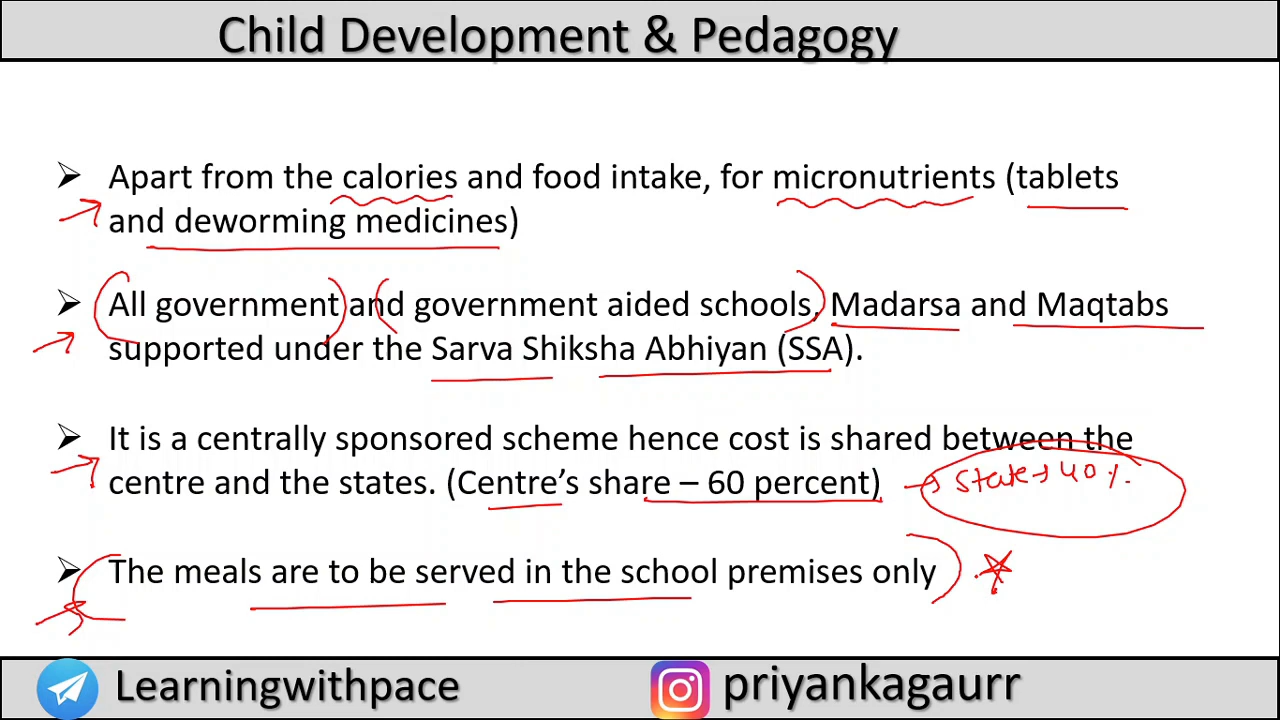 Child Development & Pedagogy
➢ Apart from the calories and food intake, for micronutrients (tablets
and deworming medicines)
➢ All government and government aided schools, Madarsa and Maqtabs
supported under the Sarva Shiksha Abhiyan (SSA).
➢ It is a centrally sponsored scheme hence cost is shared between the
centre and the states. (Centre’s share – 60 percent) → State → 40%.
➢ The meals are to be served in the school premises only
Learningwithpace priyankagaurr